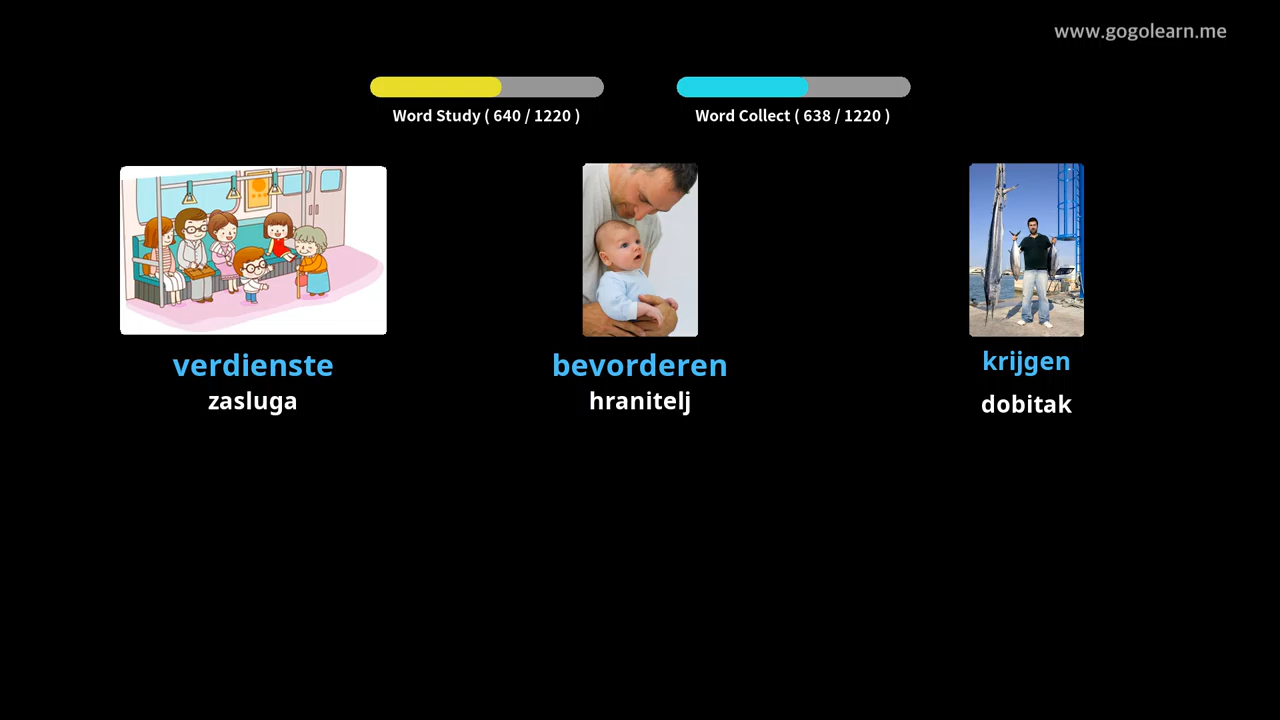 www.gogolearn.me
Word Study ( 640 / 1220 )
Word Collect ( 638 / 1220 )
verdienste
zasluga
bevorderen
hranitelj
krijgen
dobitak